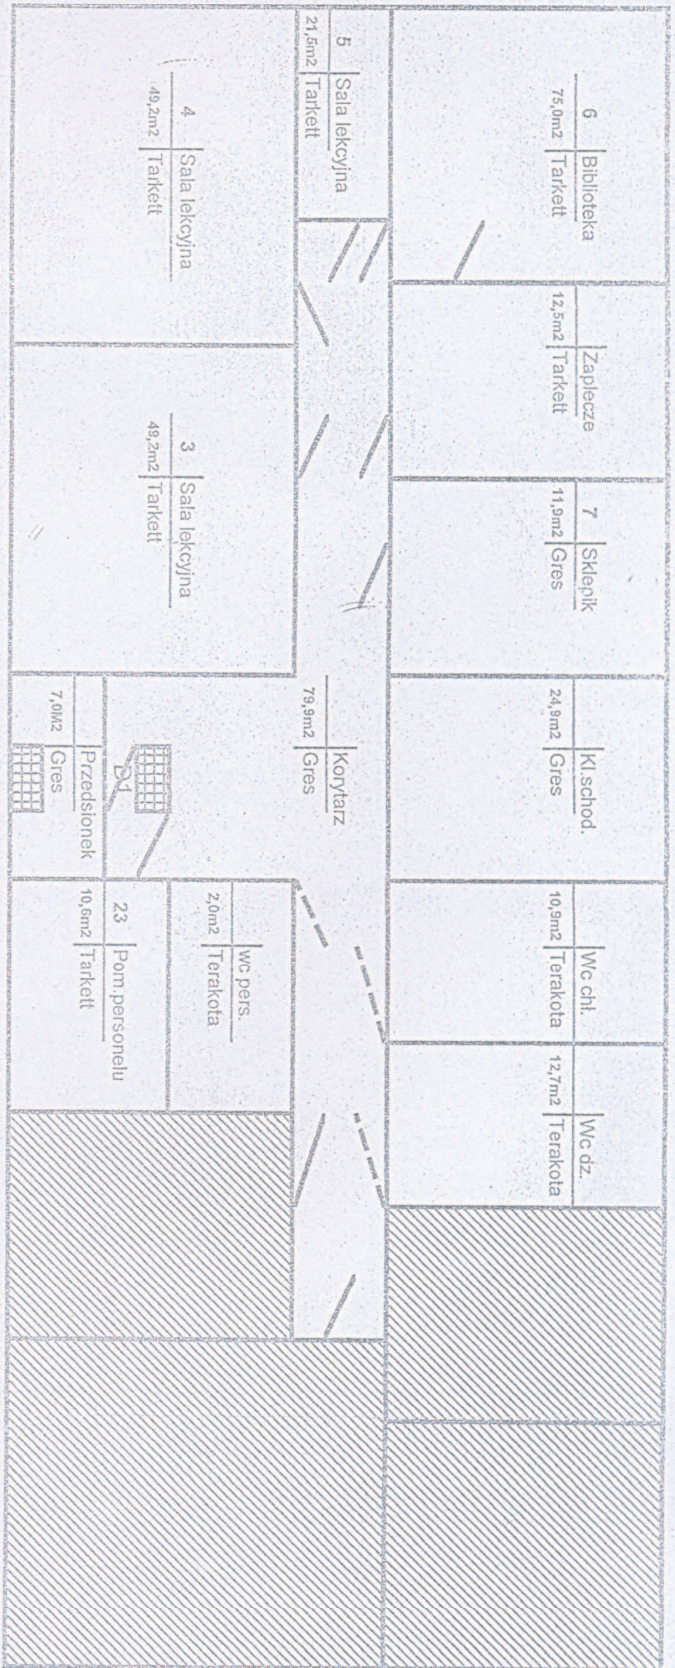 6 Biblioteka
75,0m2 Tarkett
Zaplecze
12,5m2 Tarkett
7 Sklepik
11,9m2 Gres
Kl.schod.
24,9m2 Gres
Wc chł.
10,9m2 Terakota
Wc dz.
12,7m2 Terakota
5 Sala lekcyjna
21,5m2 Tarkett
Korytarz
79,9m2 Gres
4 Sala lekcyjna
49,2m2 Tarkett
3 Sala lekcyjna
49,2m2 Tarkett
wc pers.
2,0m2 Terakota
D1
Przedsionek
7,0M2 Gres
23 Pom.personelu
10,6m2 Tarkett